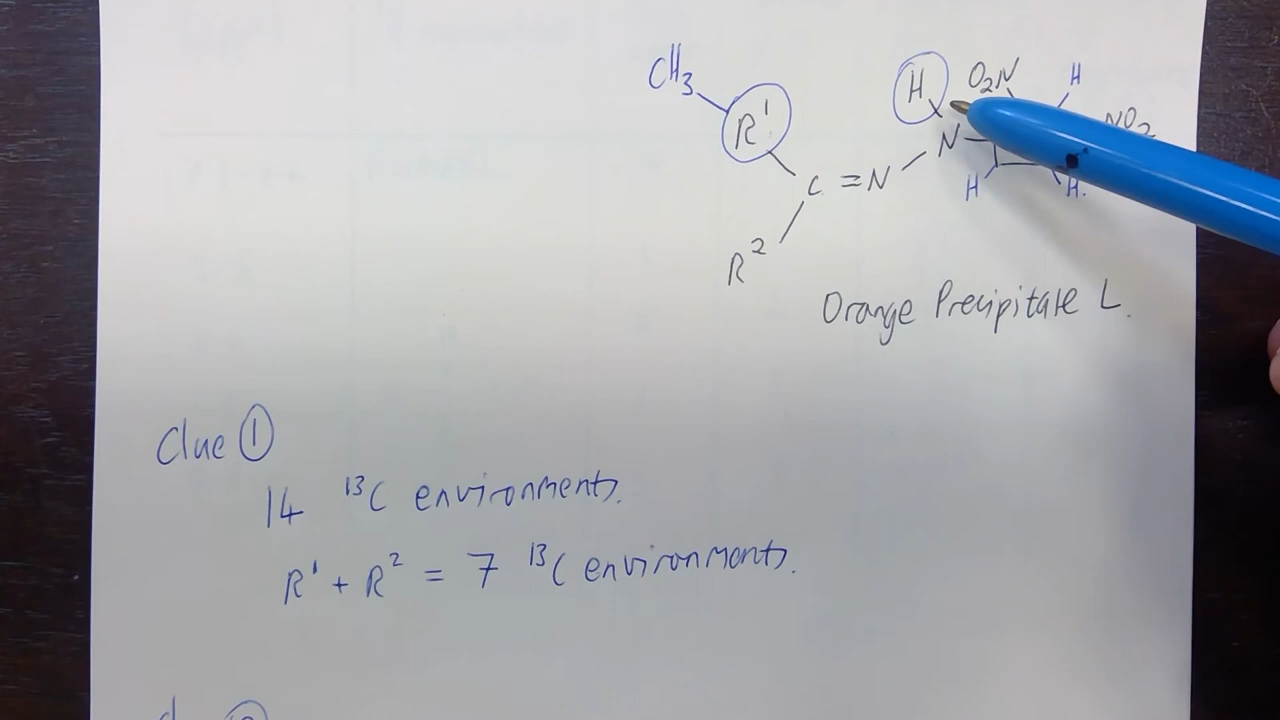 CH3
H
O2N
H
R1
NO2
N
C = N
H
H.
R2
Orange Precipitate L.
Clue ①
14 13C environments.
R1 + R2 = 7 13C environments.